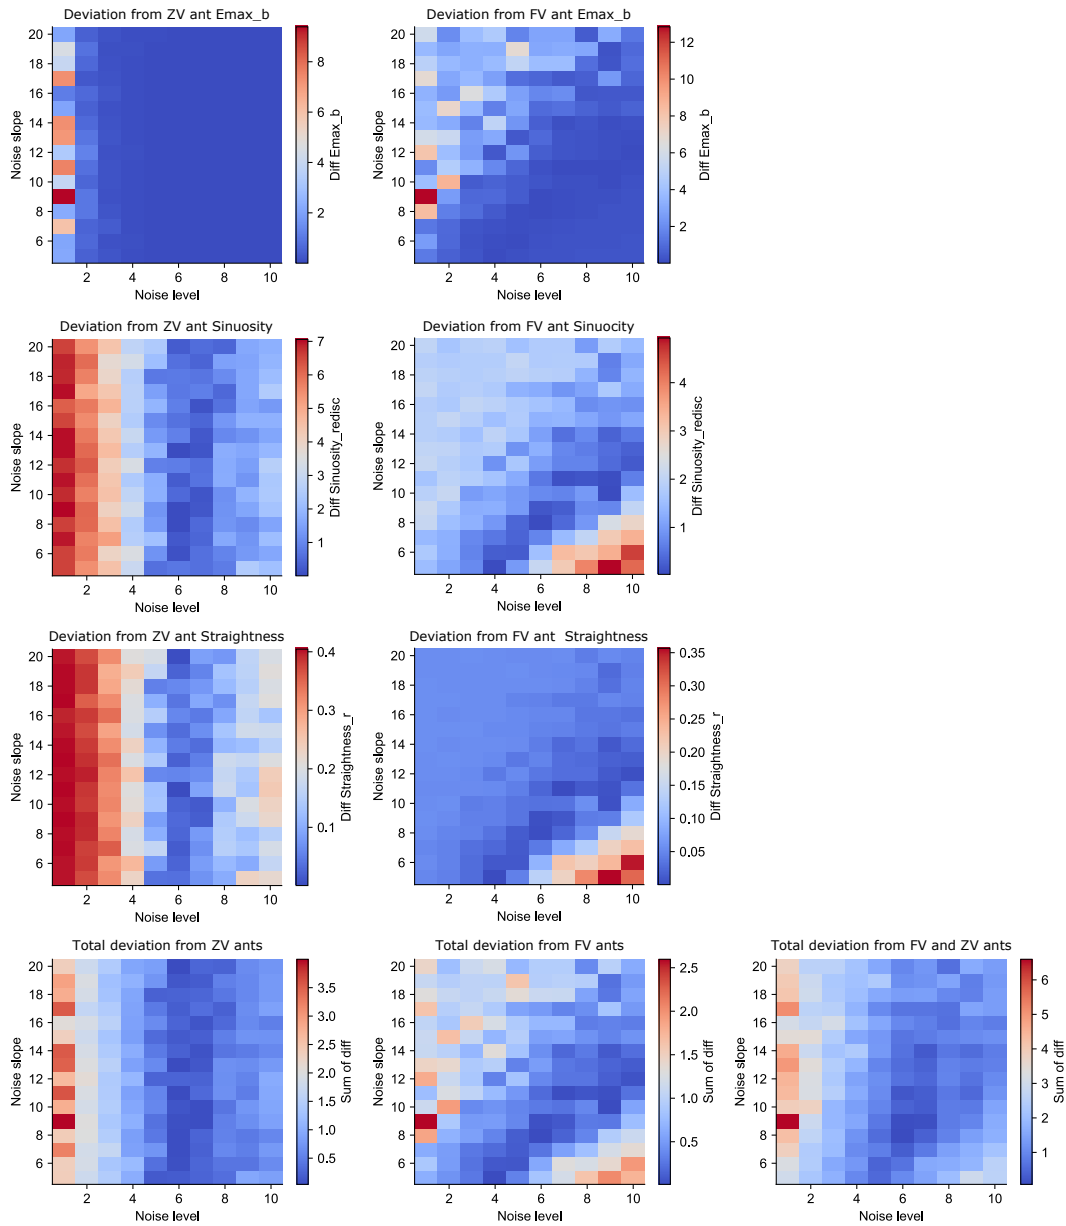 Deviation from ZV ant Emax_b
20
18
16
14
12
10
8
6
Noise slope
2 4 6 8 10
Noise level
8
6
4
2
Diff Emax_b
Deviation from FV ant Emax_b
20
18
16
14
12
10
8
6
Noise slope
2 4 6 8 10
Noise level
12
10
8
6
4
2
Diff Emax_b
Deviation from ZV ant Sinuosity
20
18
16
14
12
10
8
6
Noise slope
2 4 6 8 10
Noise level
7
6
5
4
3
2
1
Diff Sinuosity_redisc
Deviation from FV ant Sinuocity
20
18
16
14
12
10
8
6
Noise slope
2 4 6 8 10
Noise level
4
3
2
1
Diff Sinuosity_redisc
Deviation from ZV ant Straightness
20
18
16
14
12
10
8
6
Noise slope
2 4 6 8 10
Noise level
0.4
0.3
0.2
0.1
Diff Straightness_r
Deviation from FV ant Straightness
20
18
16
14
12
10
8
6
Noise slope
2 4 6 8 10
Noise level
0.35
0.30
0.25
0.20
0.15
0.10
0.05
Diff Straightness_r
Total deviation from ZV ants
20
18
16
14
12
10
8
6
Noise slope
2 4 6 8 10
Noise level
3.5
3.0
2.5
2.0
1.5
1.0
0.5
Sum of diff
Total deviation from FV ants
20
18
16
14
12
10
8
6
Noise slope
2 4 6 8 10
Noise level
2.5
2.0
1.5
1.0
0.5
Sum of diff
Total deviation from FV and ZV ants
20
18
16
14
12
10
8
6
Noise slope
2 4 6 8 10
Noise level
6
5
4
3
2
1
Sum of diff